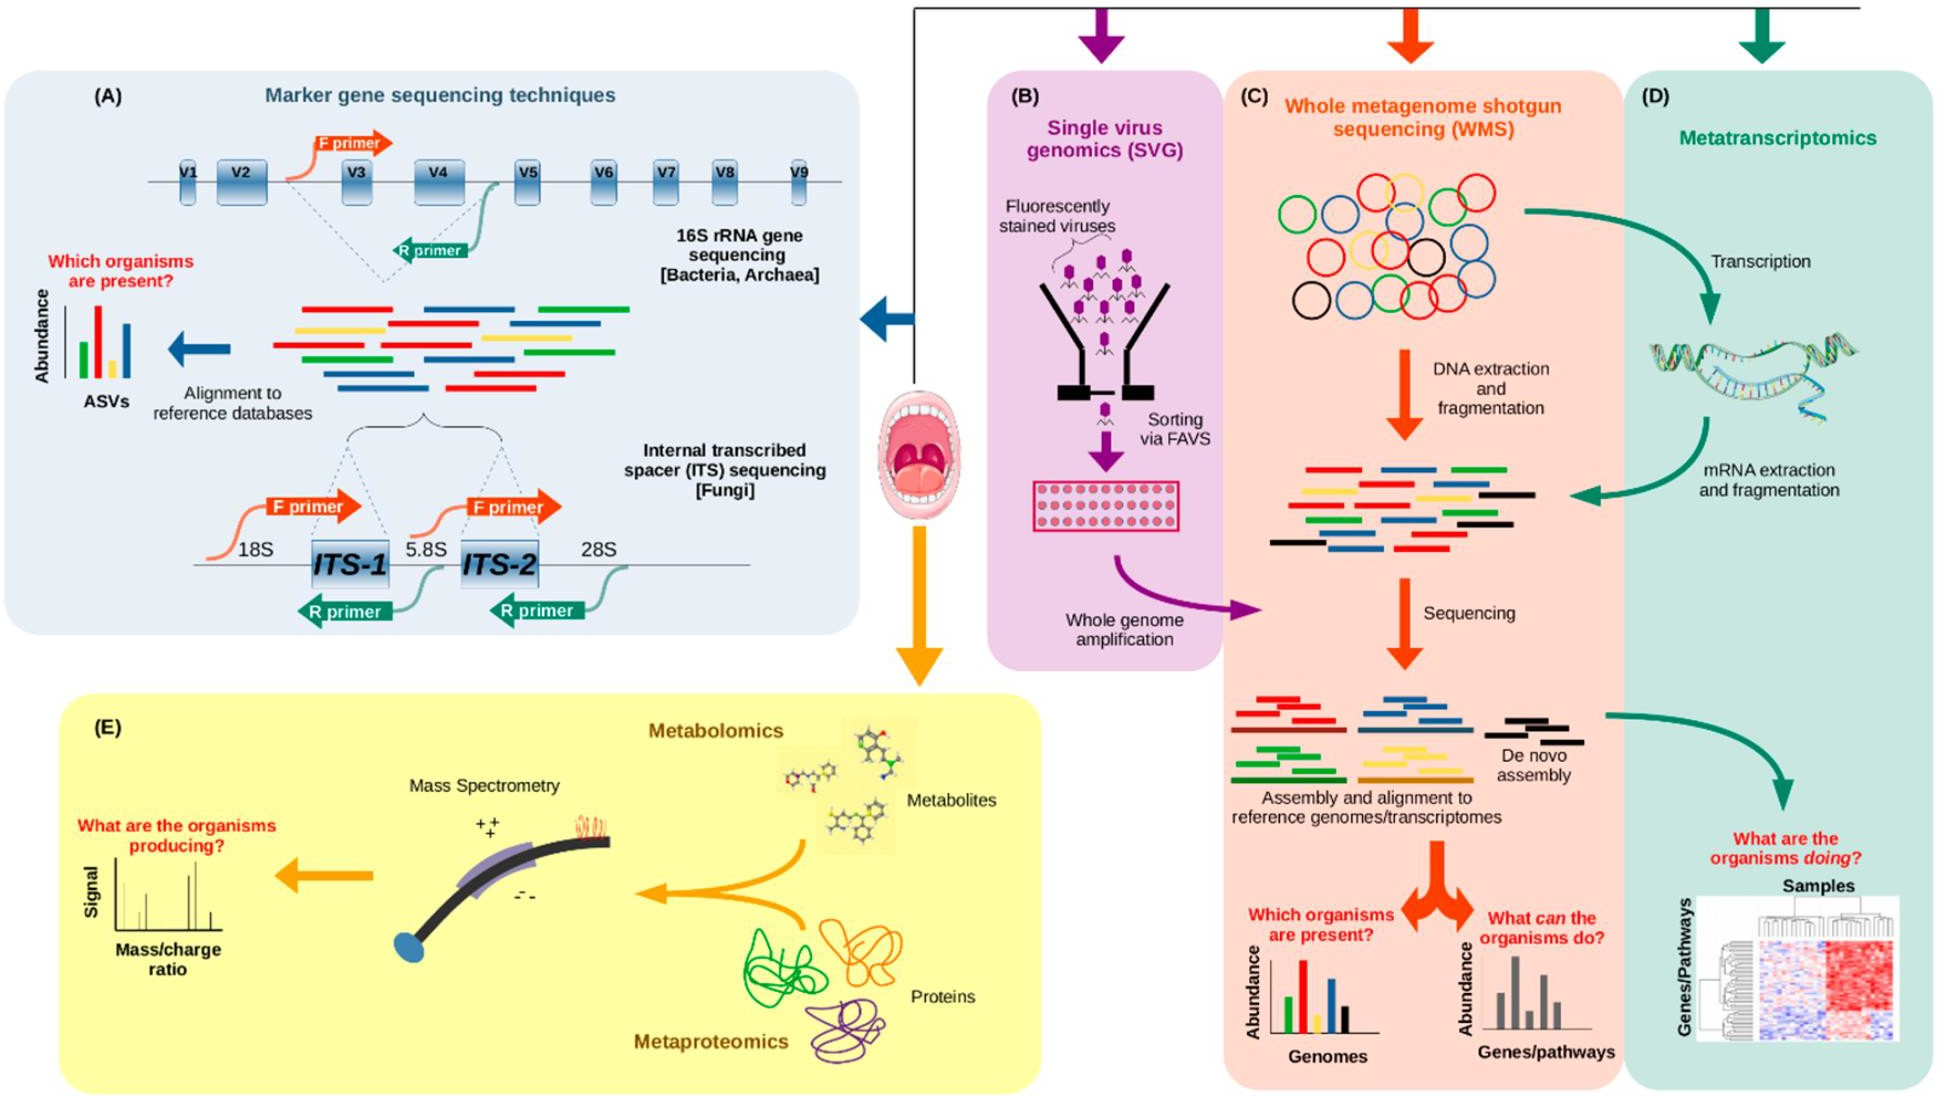 (A)
Marker gene sequencing techniques
F primer
V1
V2
V3
V4
V5
V6
V7
V8
V9
R primer
16S rRNA gene
sequencing
[Bacteria, Archaea]
Which organisms
are present?
Abundance
ASVs
Alignment to
reference databases
Internal transcribed
spacer (ITS) sequencing
[Fungi]
F primer
F primer
18S
ITS-1
5.8S
ITS-2
28S
R primer
R primer
(B)
Single virus
genomics (SVG)
Fluorescently
stained viruses
Sorting
via FAVS
Whole genome
amplification
(C)
Whole metagenome shotgun
sequencing (WMS)
DNA extraction
and
fragmentation
Sequencing
De novo
assembly
Assembly and alignment to
reference genomes/transcriptomes
Which organisms
are present?
Abundance
Genomes
What can the
organisms do?
Abundance
Genes/pathways
(D)
Metatranscriptomics
Transcription
mRNA extraction
and fragmentation
What are the
organisms doing?
Samples
Genes/Pathways
(E)
Metabolomics
Metabolites
Mass Spectrometry
++
+
- -
- -
What are the organisms
producing?
Signal
Mass/charge
ratio
Proteins
Metaproteomics